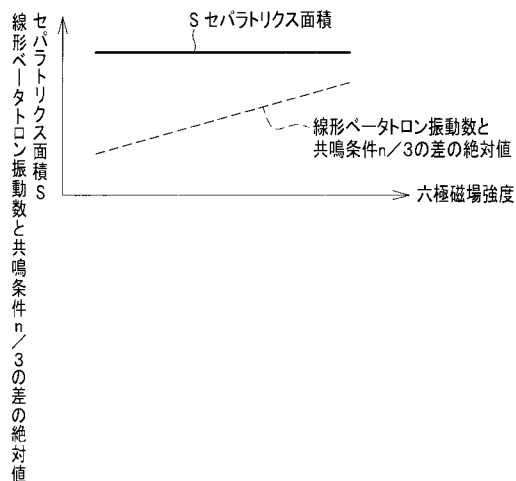 線形ベータトロン振動数と共鳴条件n/3の差の絶対値
セパラトリクス面積S
S セパラトリクス面積
線形ベータトロン振動数と
共鳴条件n/3の差の絶対値
六極磁場強度